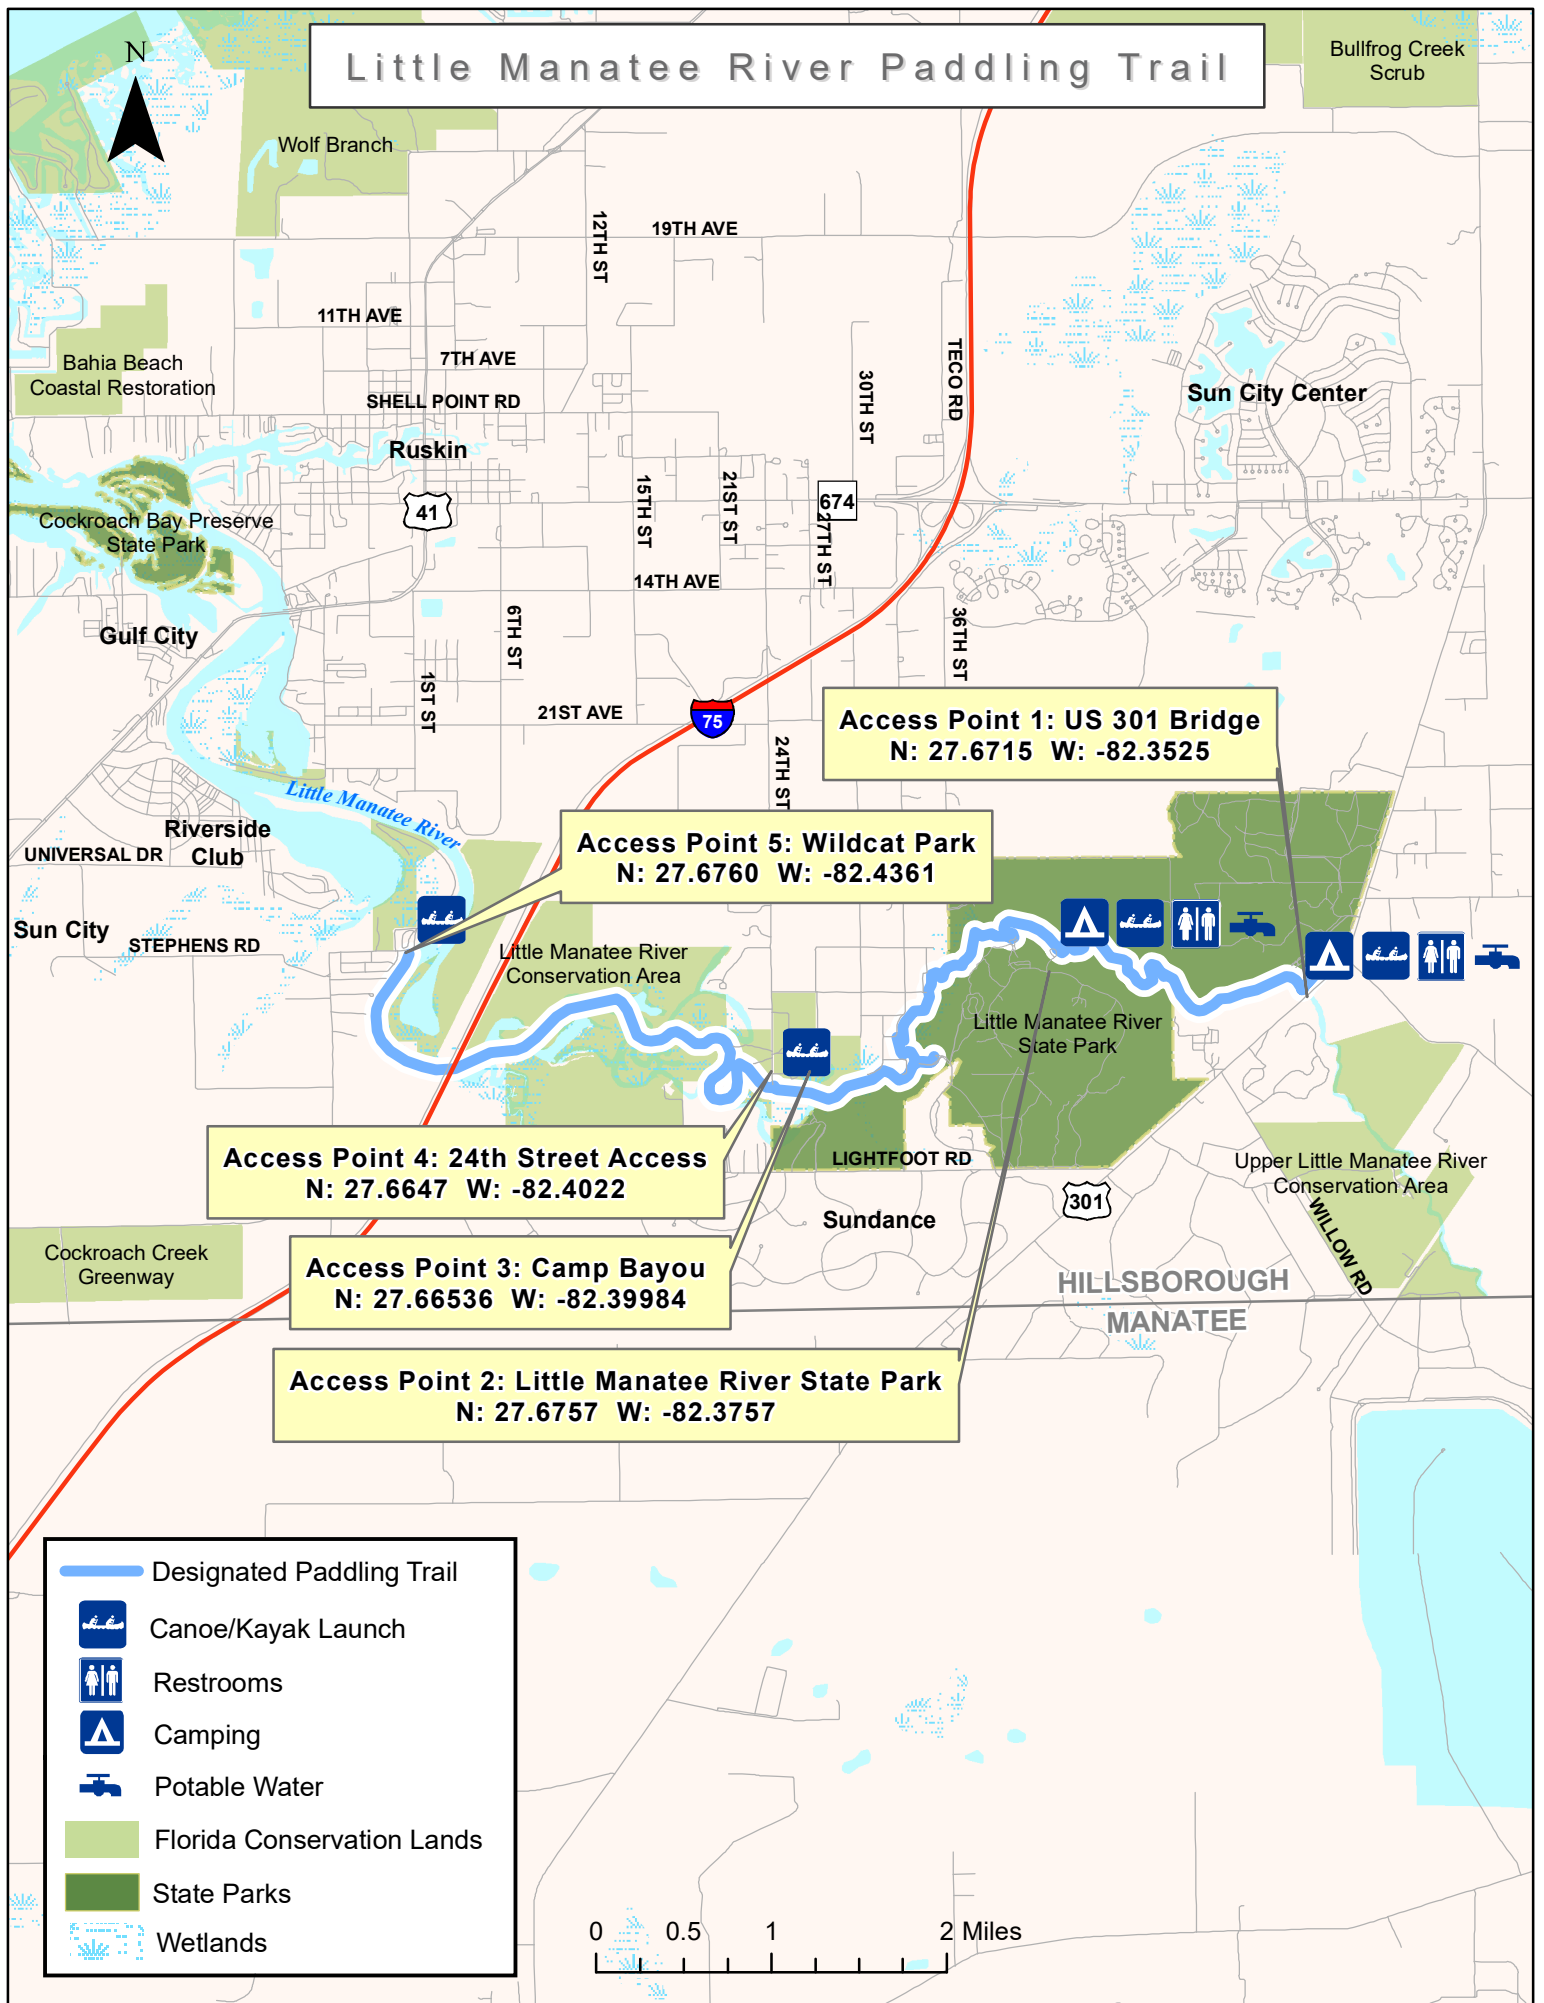 Little Manatee River Paddling Trail
N
Bullfrog Creek
Scrub
Wolf Branch
12TH ST
19TH AVE
11TH AVE
7TH AVE
Bahia Beach
Coastal Restoration
SHELL POINT RD
30TH ST
TECO RD
Sun City Center
Ruskin
41
15TH ST
21ST ST
674
27TH ST
Cockroach Bay Preserve
State Park
14TH AVE
Gulf City
6TH ST
36TH ST
1ST ST
21ST AVE
75
24TH ST
Access Point 1: US 301 Bridge
N: 27.6715 W: -82.3525
Little Manatee River
Riverside
Club
UNIVERSAL DR
Access Point 5: Wildcat Park
N: 27.6760 W: -82.4361
Sun City
STEPHENS RD
Little Manatee River
Conservation Area
Little Manatee River
State Park
Access Point 4: 24th Street Access
N: 27.6647 W: -82.4022
LIGHTFOOT RD
Upper Little Manatee River
Conservation Area
301
Sundance
WILLOW RD
Cockroach Creek
Greenway
Access Point 3: Camp Bayou
N: 27.66536 W: -82.39984
HILLSBOROUGH
MANATEE
Access Point 2: Little Manatee River State Park
N: 27.6757 W: -82.3757
Designated Paddling Trail
Canoe/Kayak Launch
Restrooms
Camping
Potable Water
Florida Conservation Lands
State Parks
Wetlands
0 0.5 1 2 Miles